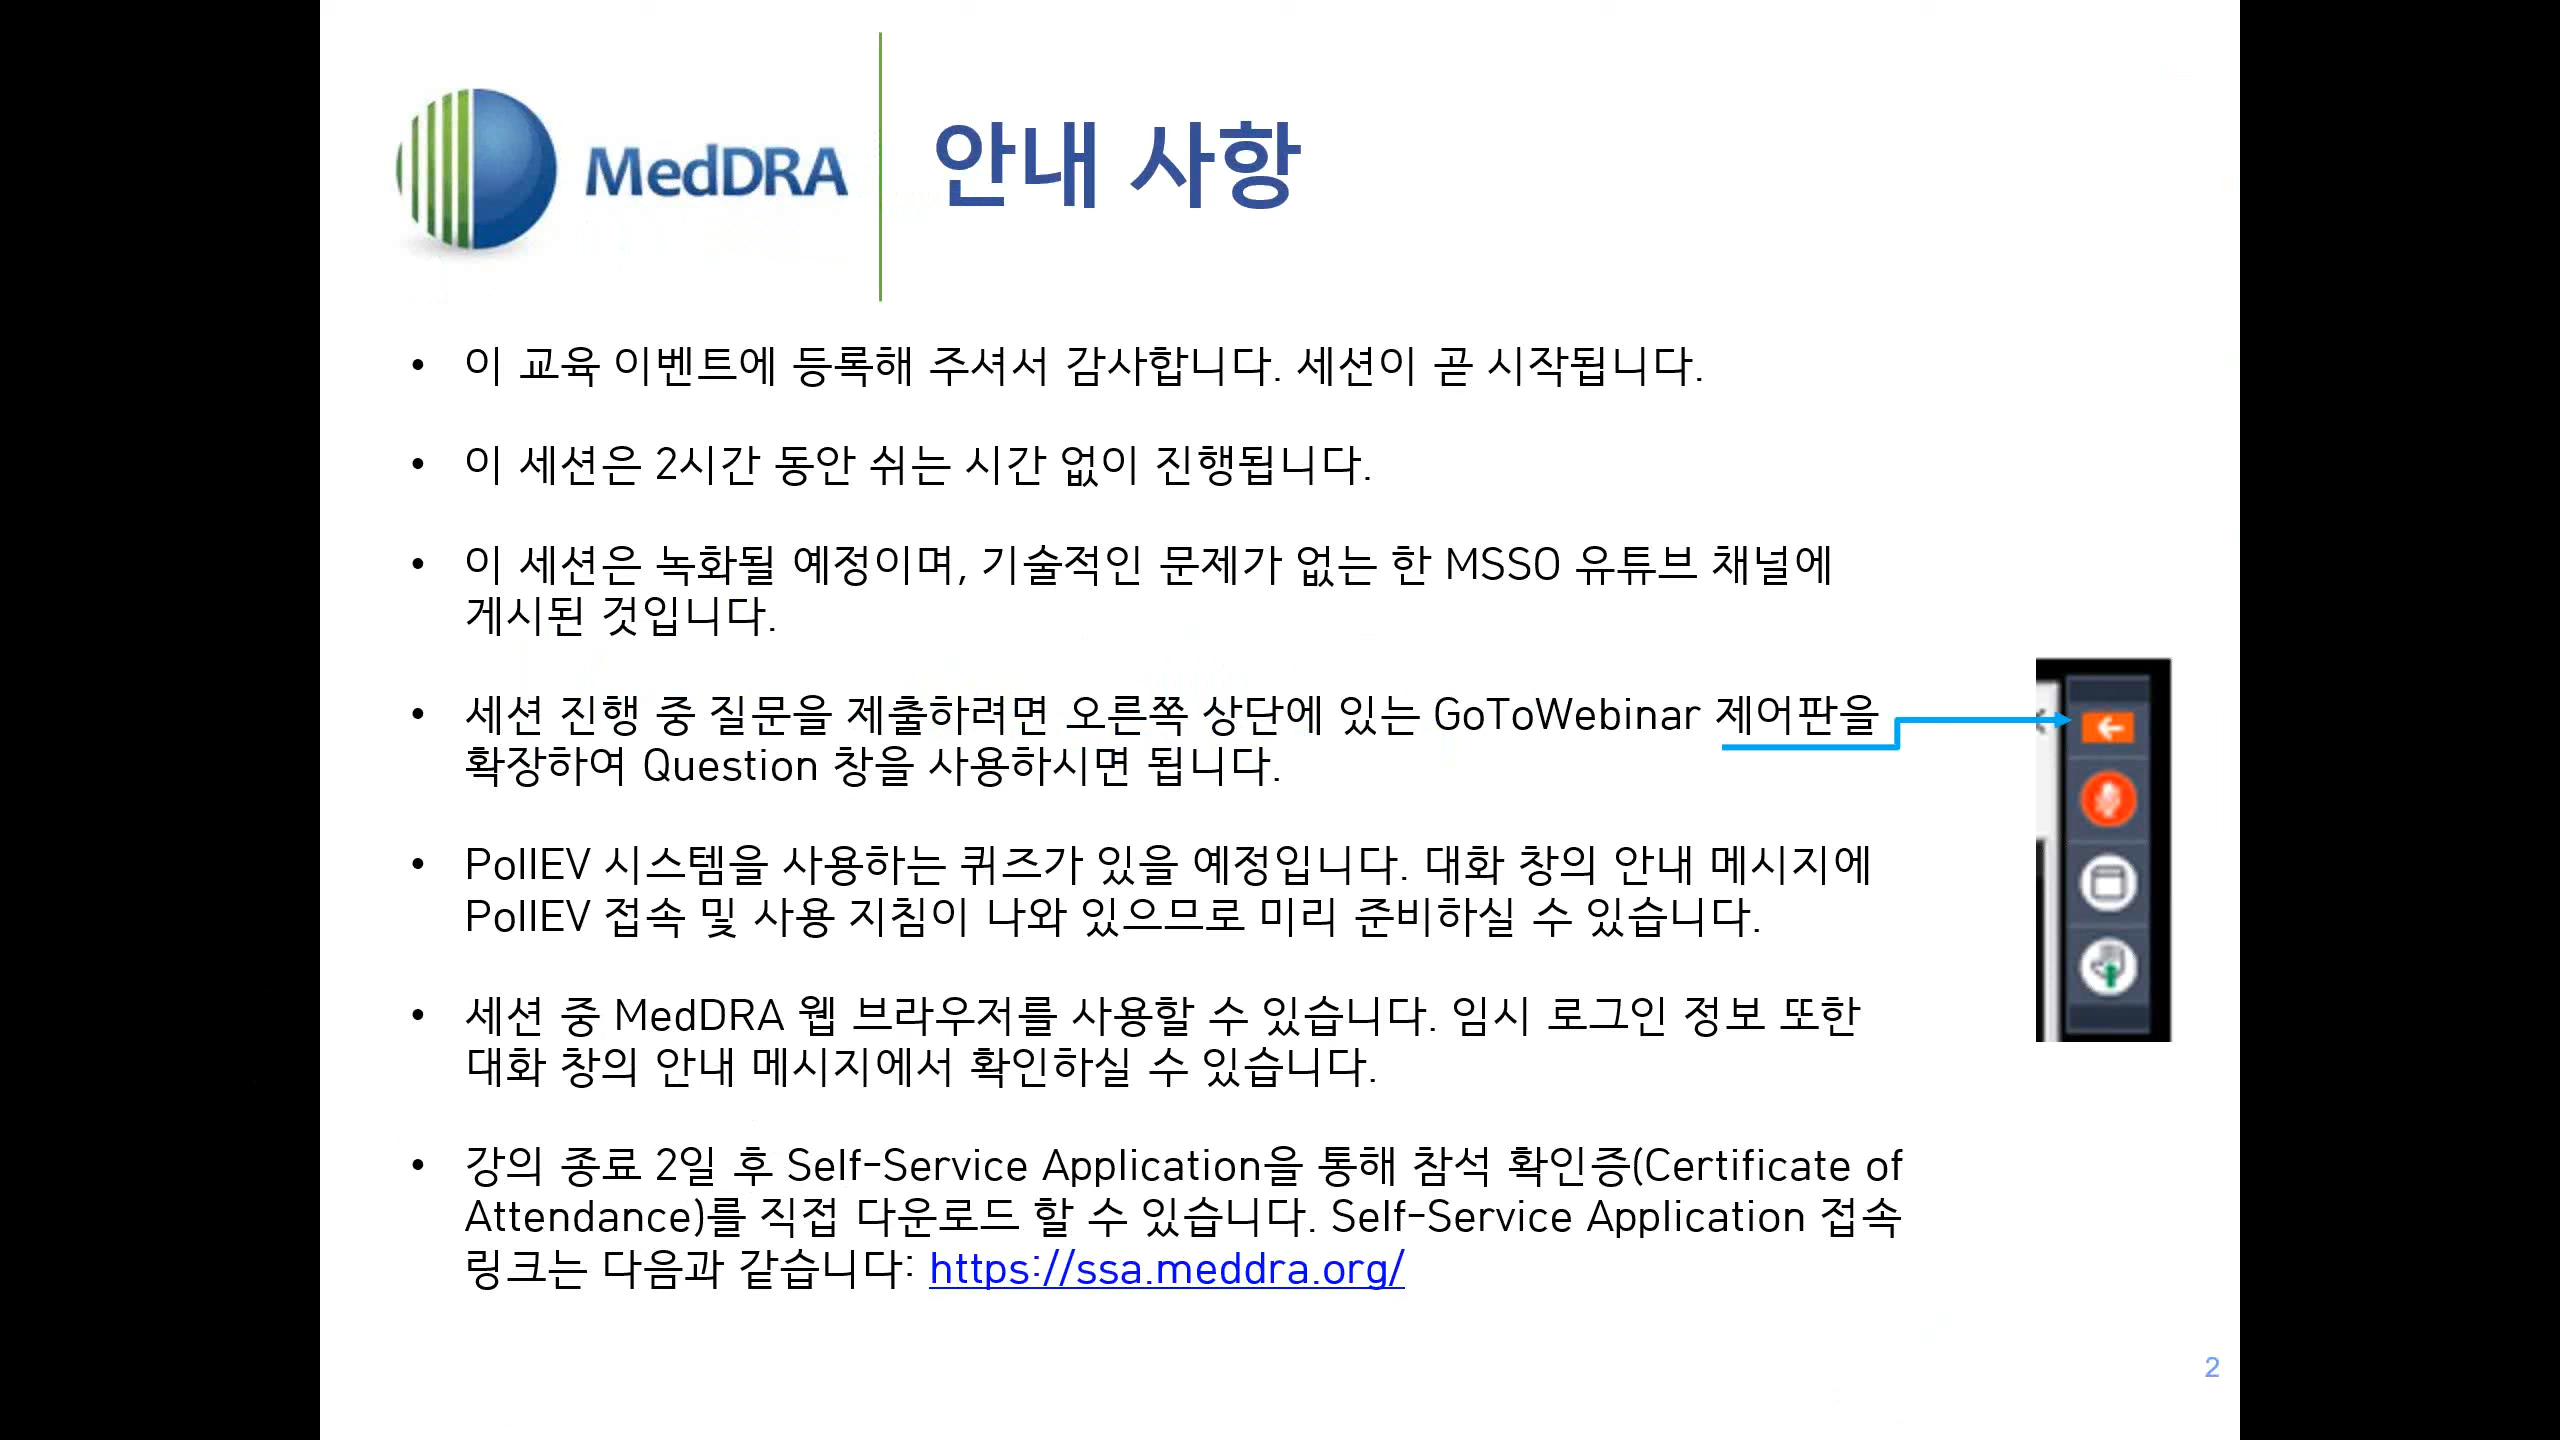 MedDRA
안내 사항
• 이 교육 이벤트에 등록해 주셔서 감사합니다. 세션이 곧 시작됩니다.
• 이 세션은 2시간 동안 쉬는 시간 없이 진행됩니다.
• 이 세션은 녹화될 예정이며, 기술적인 문제가 없는 한 MSSO 유튜브 채널에
게시된 것입니다.
• 세션 진행 중 질문을 제출하려면 오른쪽 상단에 있는 GoToWebinar 제어판을
확장하여 Question 창을 사용하시면 됩니다.
• PollEV 시스템을 사용하는 퀴즈가 있을 예정입니다. 대화 창의 안내 메시지에
PollEV 접속 및 사용 지침이 나와 있으므로 미리 준비하실 수 있습니다.
• 세션 중 MedDRA 웹 브라우저를 사용할 수 있습니다. 임시 로그인 정보 또한
대화 창의 안내 메시지에서 확인하실 수 있습니다.
• 강의 종료 2일 후 Self-Service Application을 통해 참석 확인증(Certificate of
Attendance)를 직접 다운로드 할 수 있습니다. Self-Service Application 접속
링크는 다음과 같습니다: https://ssa.meddra.org/
2